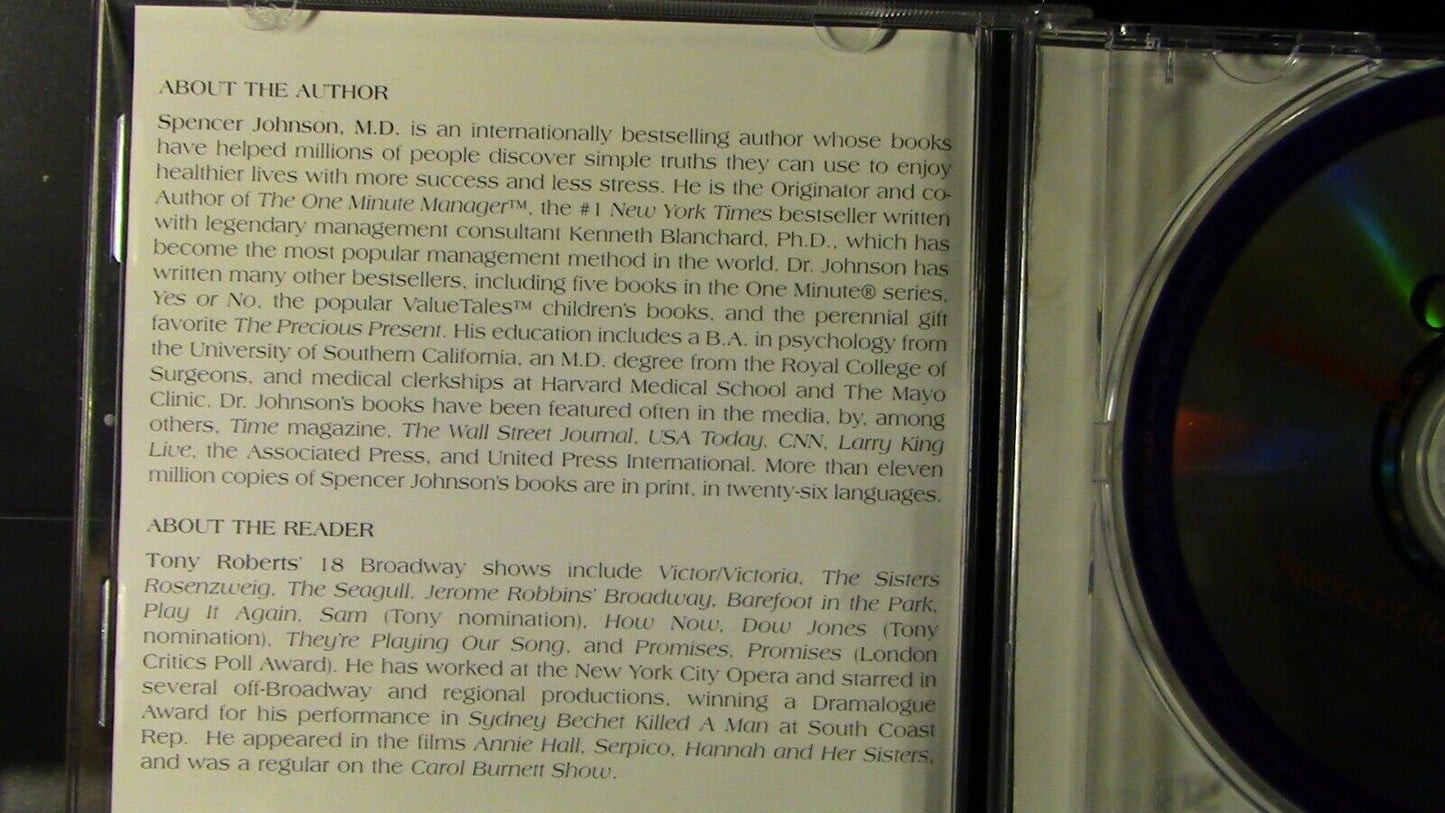 ABOUT THE AUTHOR
Spencer Johnson, M.D. is an internationally bestselling author whose books
have helped millions of people discover simple truths they can use to enjoy
healthier lives with more success and less stress. He is the Originator and co-
Author of The One Minute Manager™, the #1 New York Times bestseller written
with legendary management consultant Kenneth Blanchard, Ph.D., which has
become the most popular management method in the world. Dr. Johnson has
written many other bestsellers, including five books in the One Minute® series,
Yes or No, the popular ValueTales™ children's books, and the perennial gift
favorite The Precious Present. His education includes a B.A. in psychology from
the University of Southern California, an M.D. degree from the Royal College of
Surgeons, and medical clerkships at Harvard Medical School and The Mayo
Clinic. Dr. Johnson's books have been featured often in the media, by, among
others, Time magazine, The Wall Street Journal, USA Today, CNN, Larry King
Live, the Associated Press, and United Press International. More than eleven
million copies of Spencer Johnson's books are in print, in twenty-six languages.
ABOUT THE READER
Tony Roberts' 18 Broadway shows include Victor/Victoria, The Sisters
Rosenzweig, The Seagull, Jerome Robbins' Broadway, Barefoot in the Park,
Play It Again, Sam (Tony nomination), How Now, Dow Jones (Tony
nomination), They're Playing Our Song, and Promises, Promises (London
Critics Poll Award). He has worked at the New York City Opera and starred in
several off-Broadway and regional productions, winning a Dramalogue
Award for his performance in Sydney Bechet Killed A Man at South Coast
Rep. He appeared in the films Annie Hall, Serpico, Hannah and Her Sisters,
and was a regular on the Carol Burnett Show.